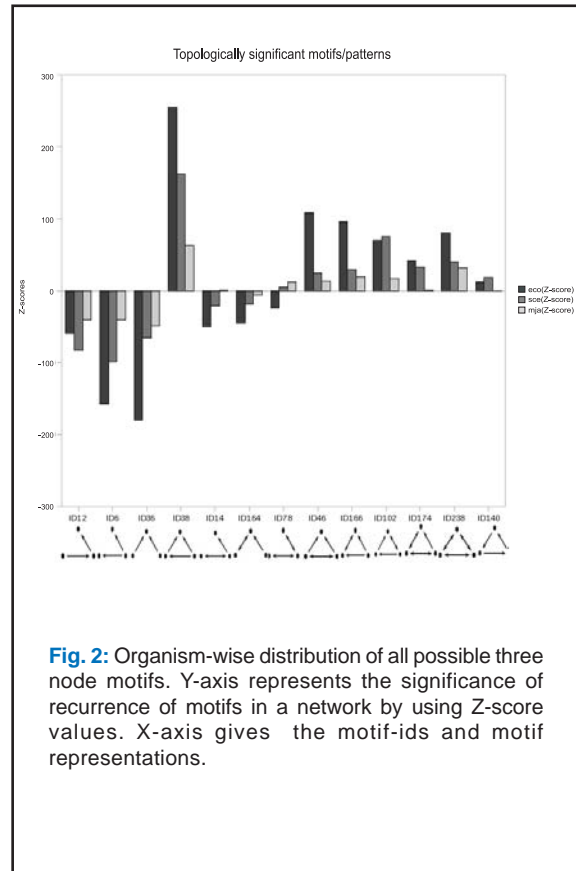 Topologically significant motifs/patterns
300
200
100
0
-100
-200
-300
Z-scores
eco(Z-score)
sce(Z-score)
mja(Z-score)
ID12 ID6 ID36 ID38 ID14 ID164 ID78 ID46 ID166 ID102 ID174 ID238 ID140
Fig. 2: Organism-wise distribution of all possible three
node motifs. Y-axis represents the significance of
recurrence of motifs in a network by using Z-score
values. X-axis gives the motif-ids and motif
representations.